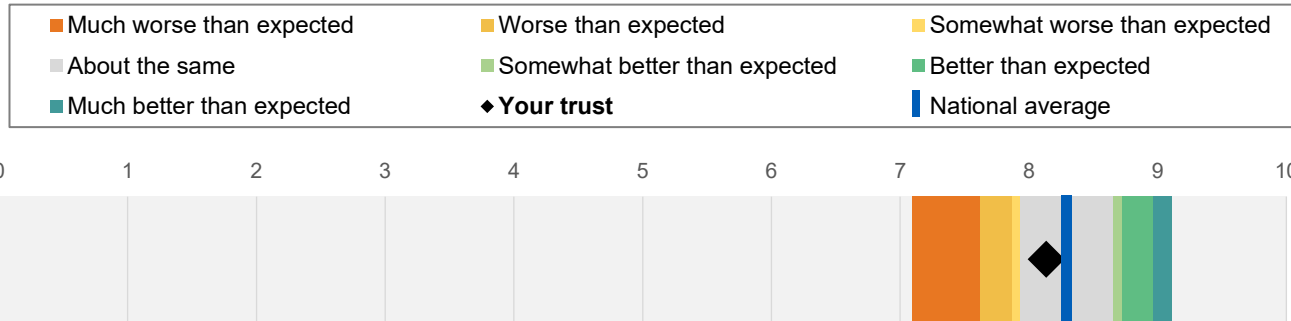 Much worse than expected Worse than expected Somewhat worse than expected
About the same Somewhat better than expected Better than expected
Much better than expected Your trust National average
0 1 2 3 4 5 6 7 8 9 10